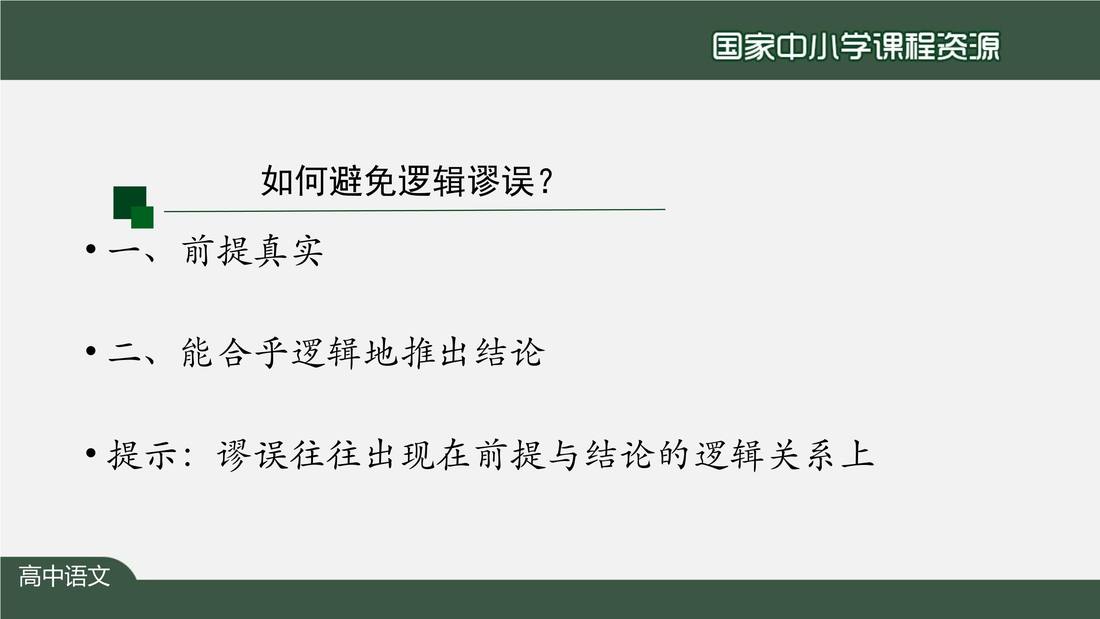 国家中小学课程资源
如何避免逻辑谬误？
• 一、前提真实
• 二、能合乎逻辑地推出结论
• 提示：谬误往往出现在前提与结论的逻辑关系上
高中语文